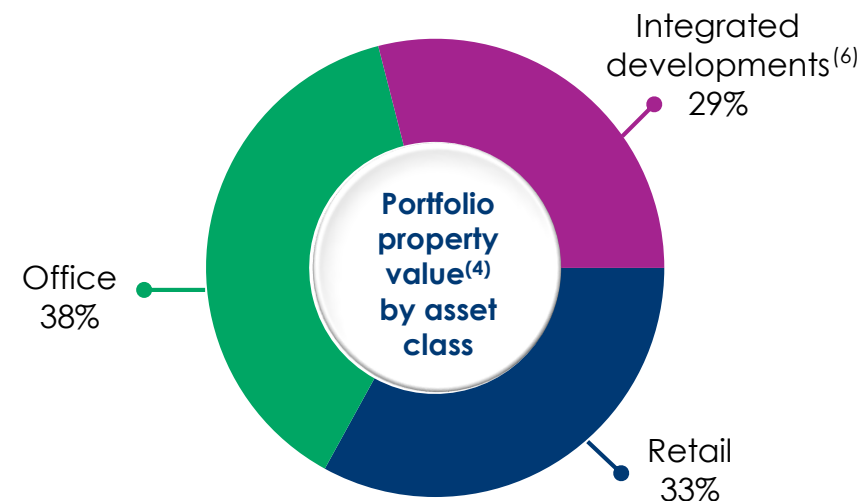 Integrated
developments(6)
29%
Portfolio
property
value(4)
by asset
class
Office
38%
Retail
33%